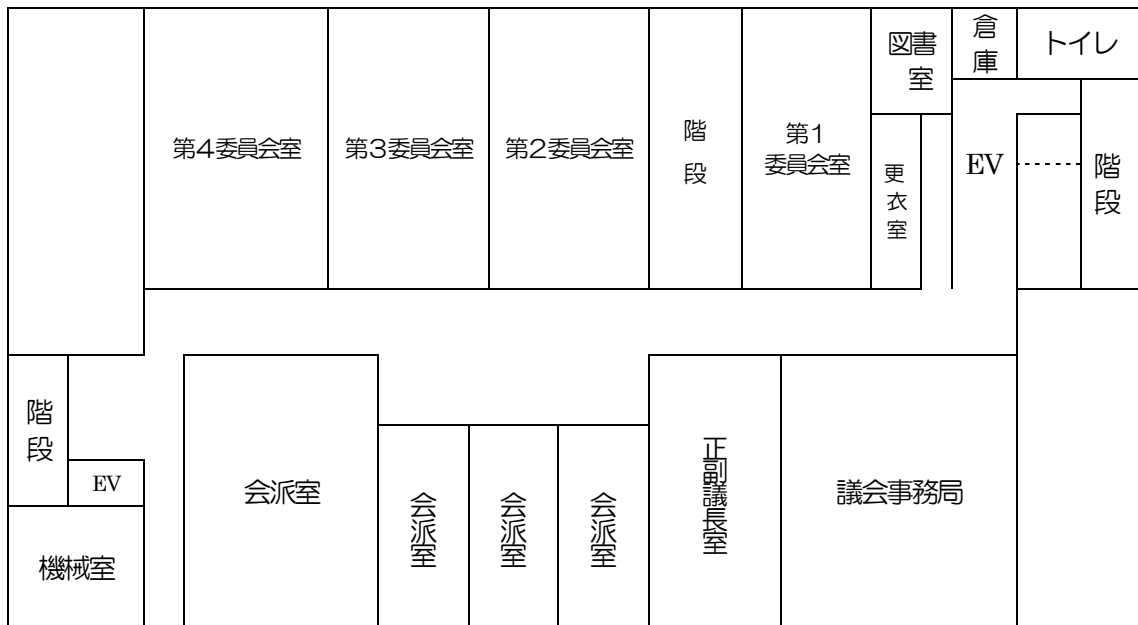 第4委員会室
第3委員会室
第2委員会室
階段
第1
委員会室
図書
室
倉庫
トイレ
更衣室
EV
階段
階段
EV
機械室
会派室
会派室
会派室
会派室
正副議長室
議会事務局